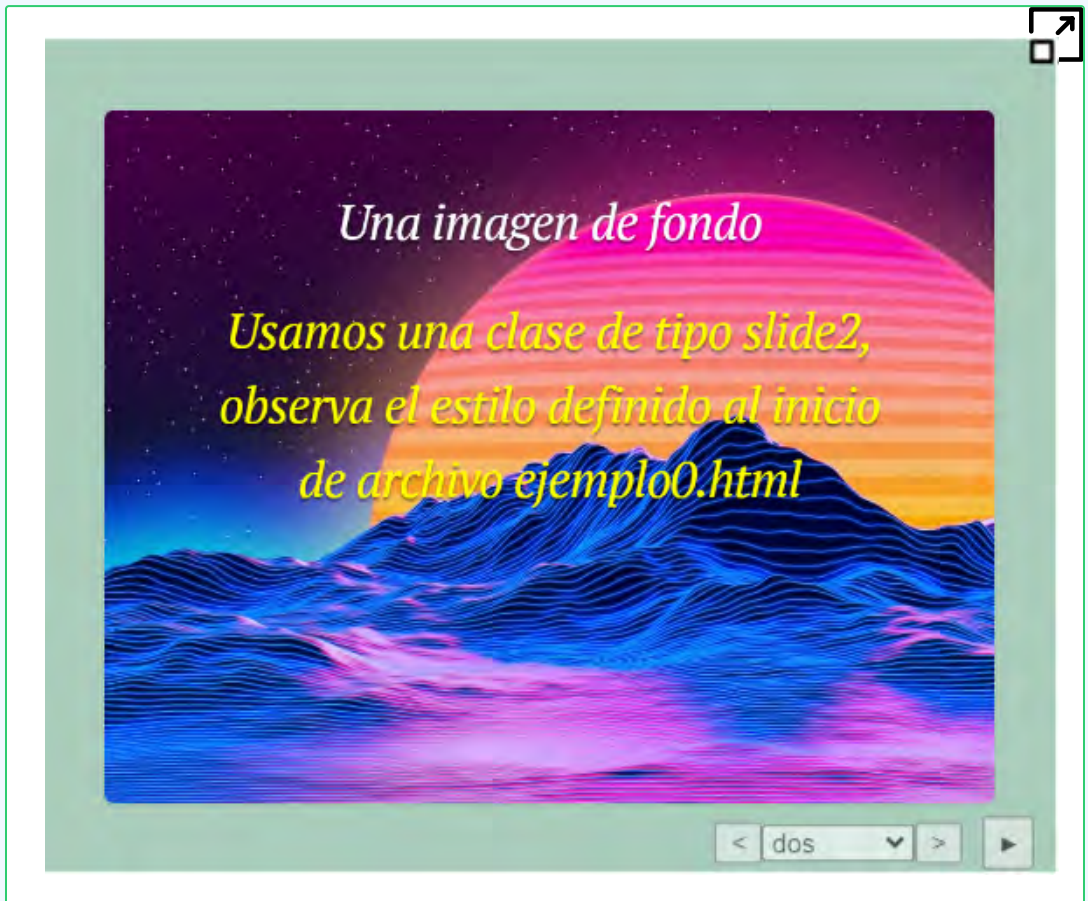 Una imagen de fondo
Usamos una clase de tipo slide2,
observa el estilo definido al inicio
de archivo ejemplo0.html
< dos >